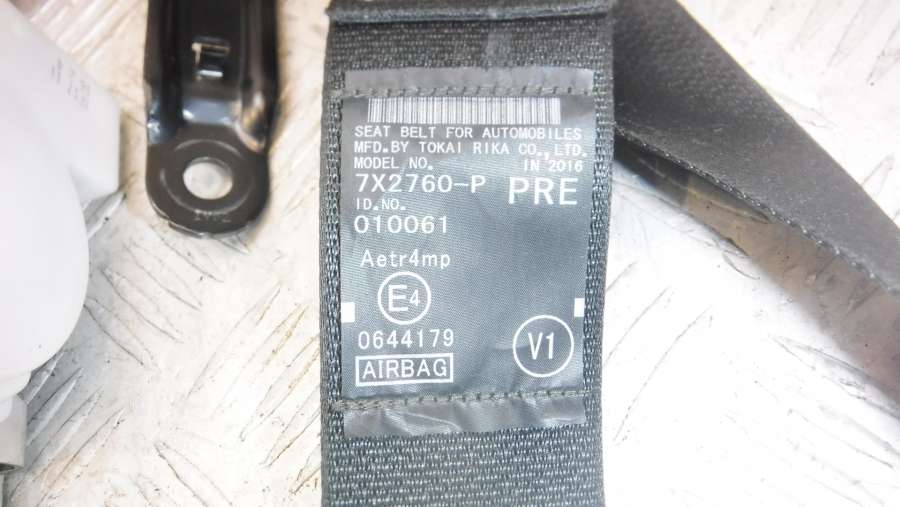 SEAT BELT FOR AUTOMOBILES
MFD.BY TOKAI RIKA CO.,LTD.
MODEL NO. IN 2016
7X2760-P PRE
ID.NO.
010061
Aetr4mp
E4
0644179 V1
AIRBAG